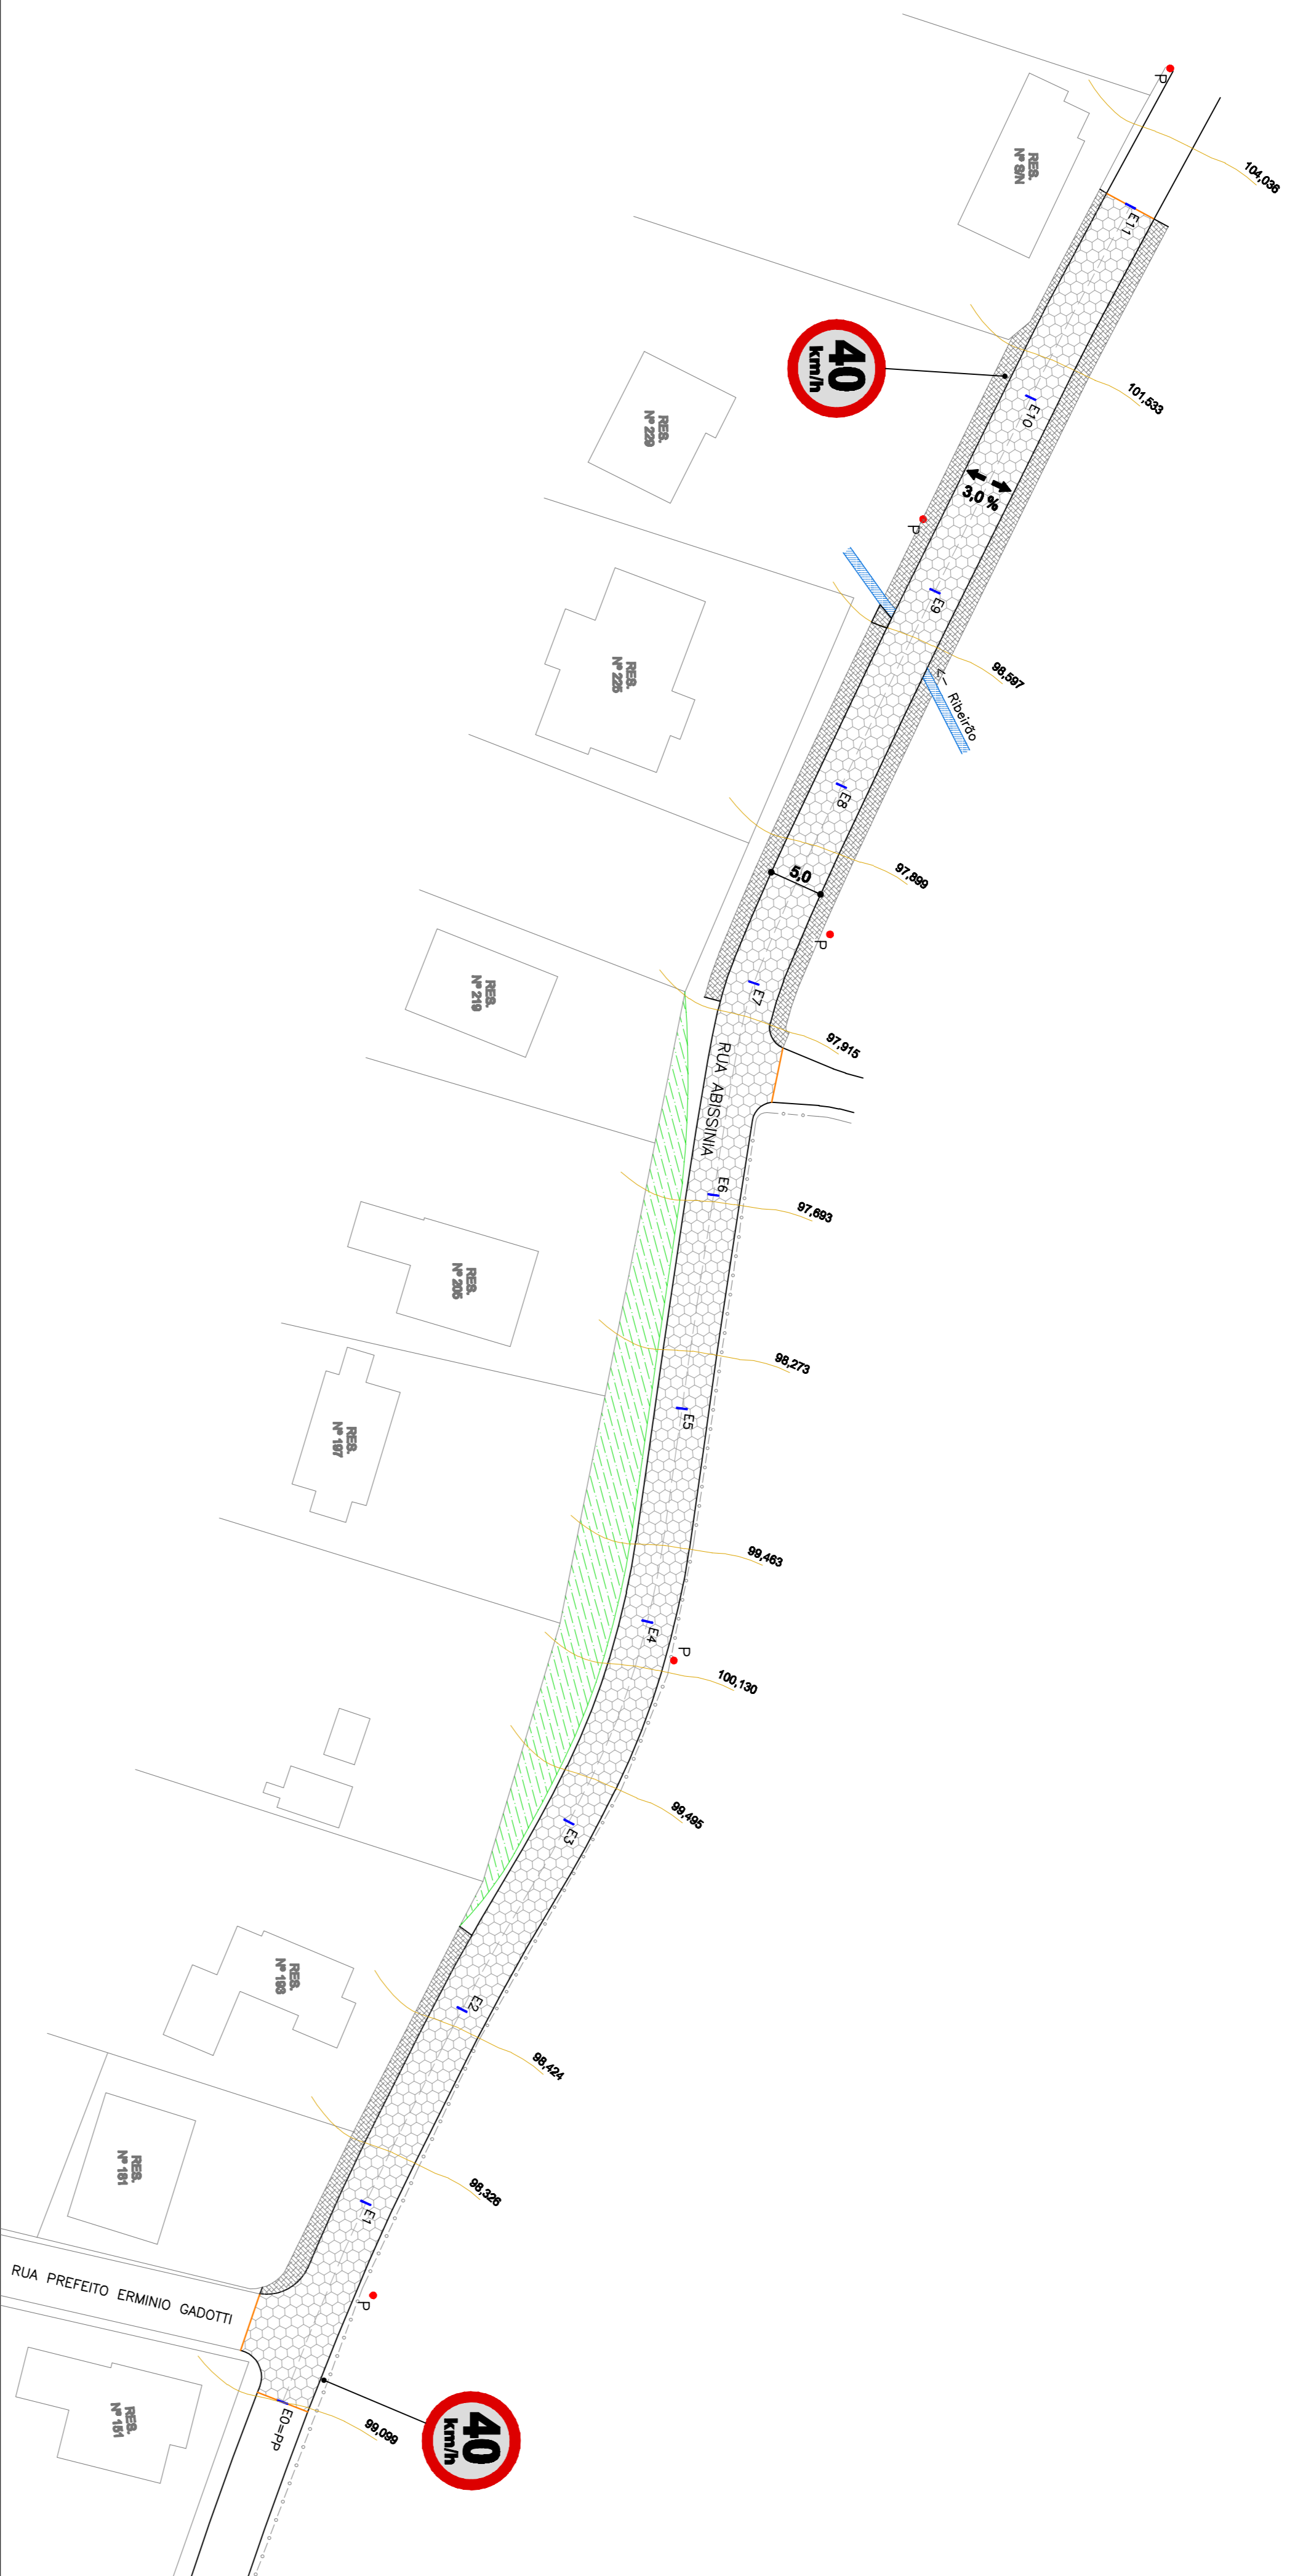 P
104,036
RES.
Nº S/N
E11
40
km/h
101,533
E10
RES.
Nº 229
3,0 %
P
E9
98,597
Ribeirão
RES.
Nº 225
E8
97,899
5,0
P
RES.
Nº 219
E7
97,915
RUA ABISSINIA
E6
97,693
RES.
Nº 205
98,273
E5
RES.
Nº 197
99,463
E4
P
100,130
99,495
E3
RES.
Nº 193
E2
98,424
RES.
Nº 181
98,326
E1
RUA PREFEITO ERMINIO GADOTTI
P
RES.
Nº 151
E0=PP
99,099
40
km/h